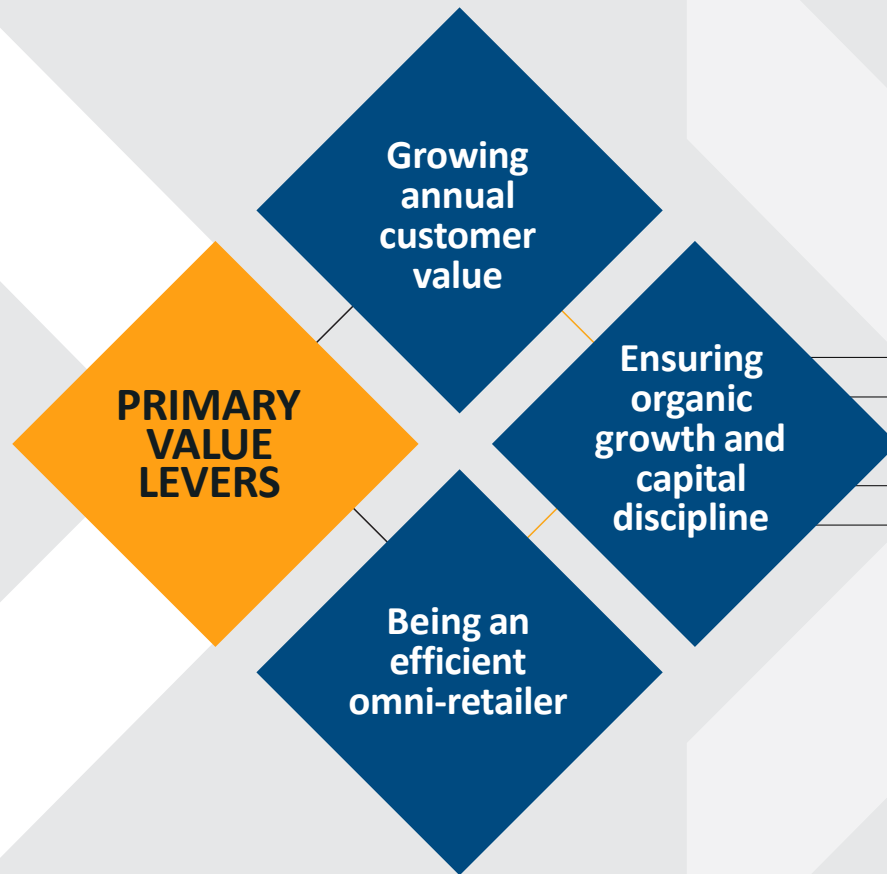 Growing
annual
customer
value
PRIMARY
VALUE
LEVERS
Ensuring
organic
growth and
capital
discipline
Being an
efficient
omni-retailer